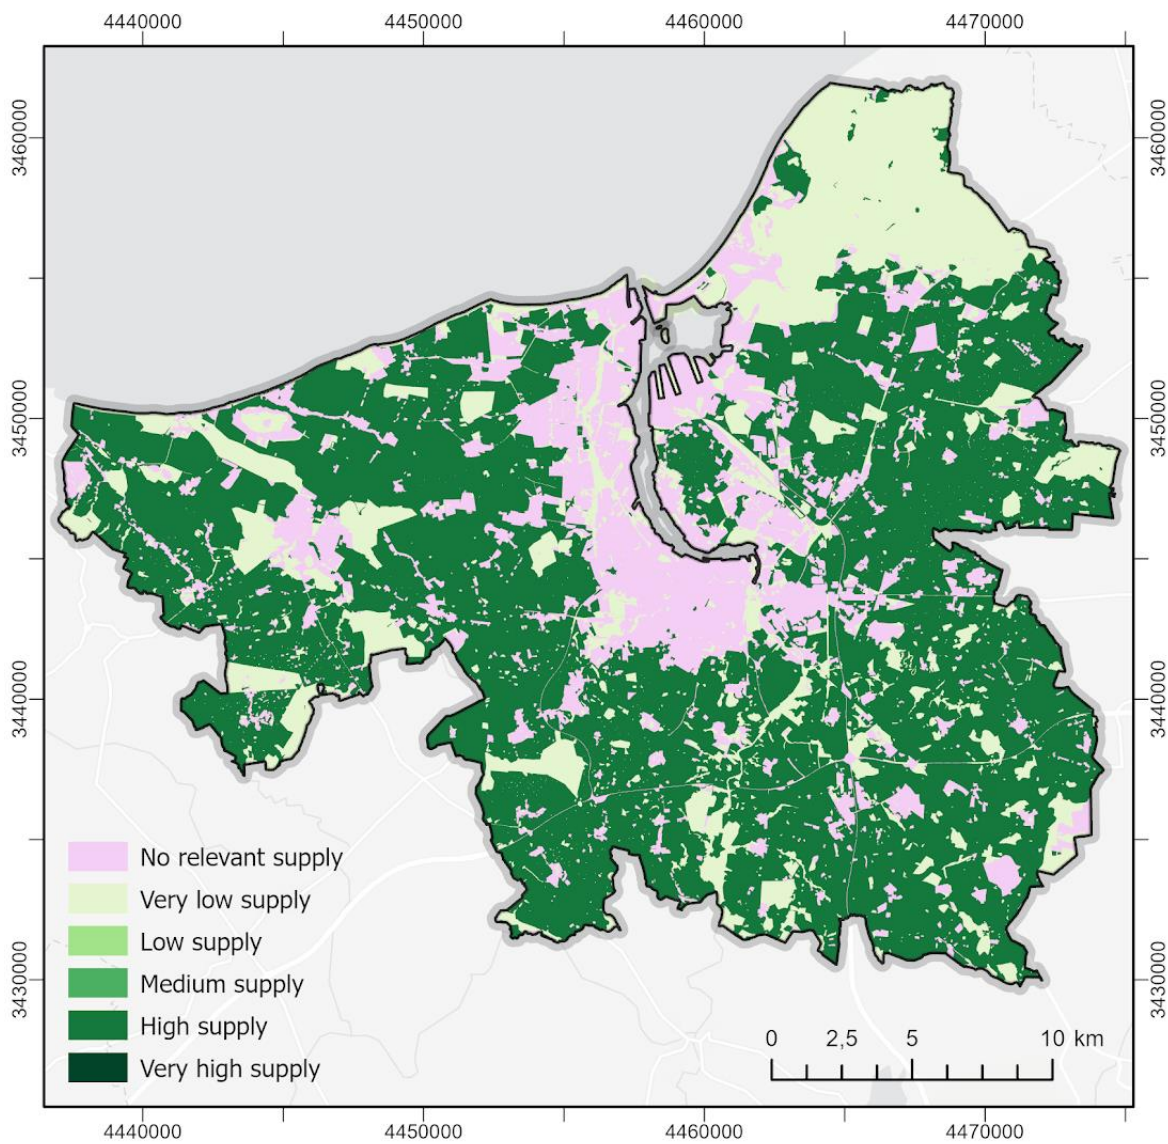 4440000 4450000 4460000 4470000
3460000 3460000
3450000 3450000
3440000 3440000
3430000 3430000
No relevant supply
Very low supply
Low supply
Medium supply
High supply
Very high supply
0 2,5 5 10 km
4440000 4450000 4460000 4470000